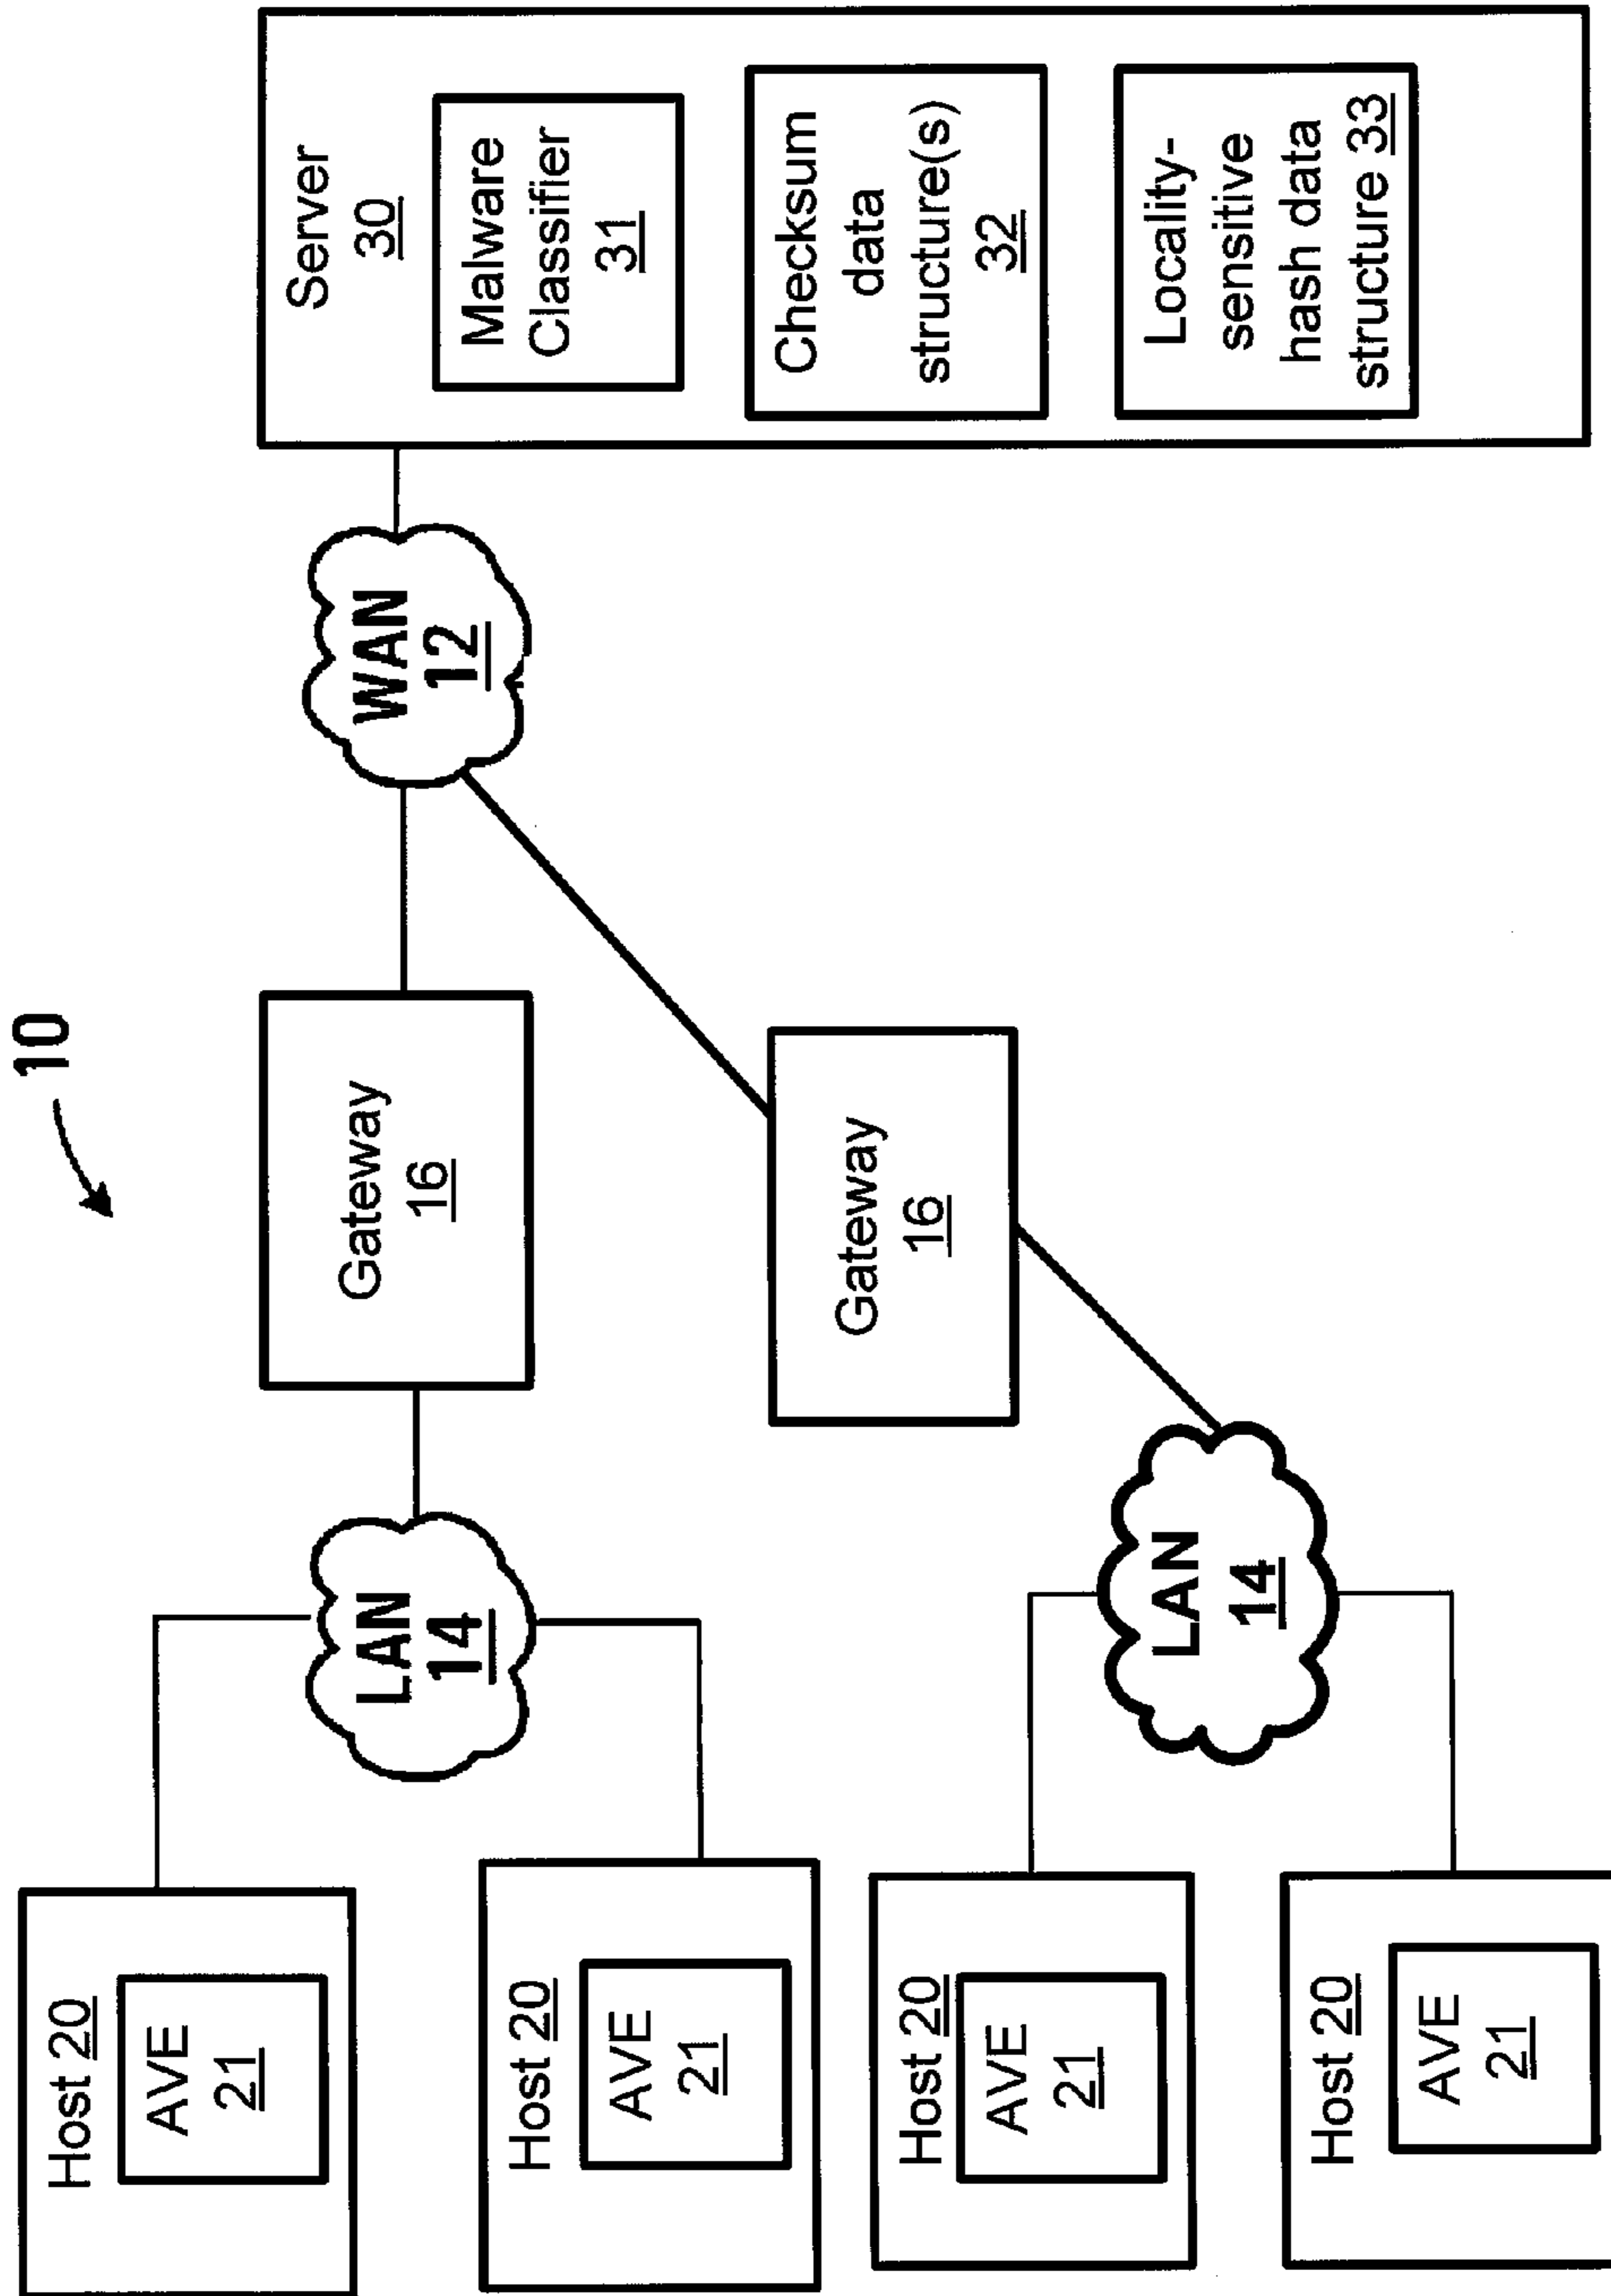 10
Host 20
AVE
21
Host 20
AVE
21
Host 20
AVE
21
Host 20
AVE
21
LAN
14
LAN
14
Gateway
16
Gateway
16
WAN
12
Server
30
Malware
Classifier
31
Checksum
data
structure(s)
32
Locality-
sensitive
hash data
structure 33